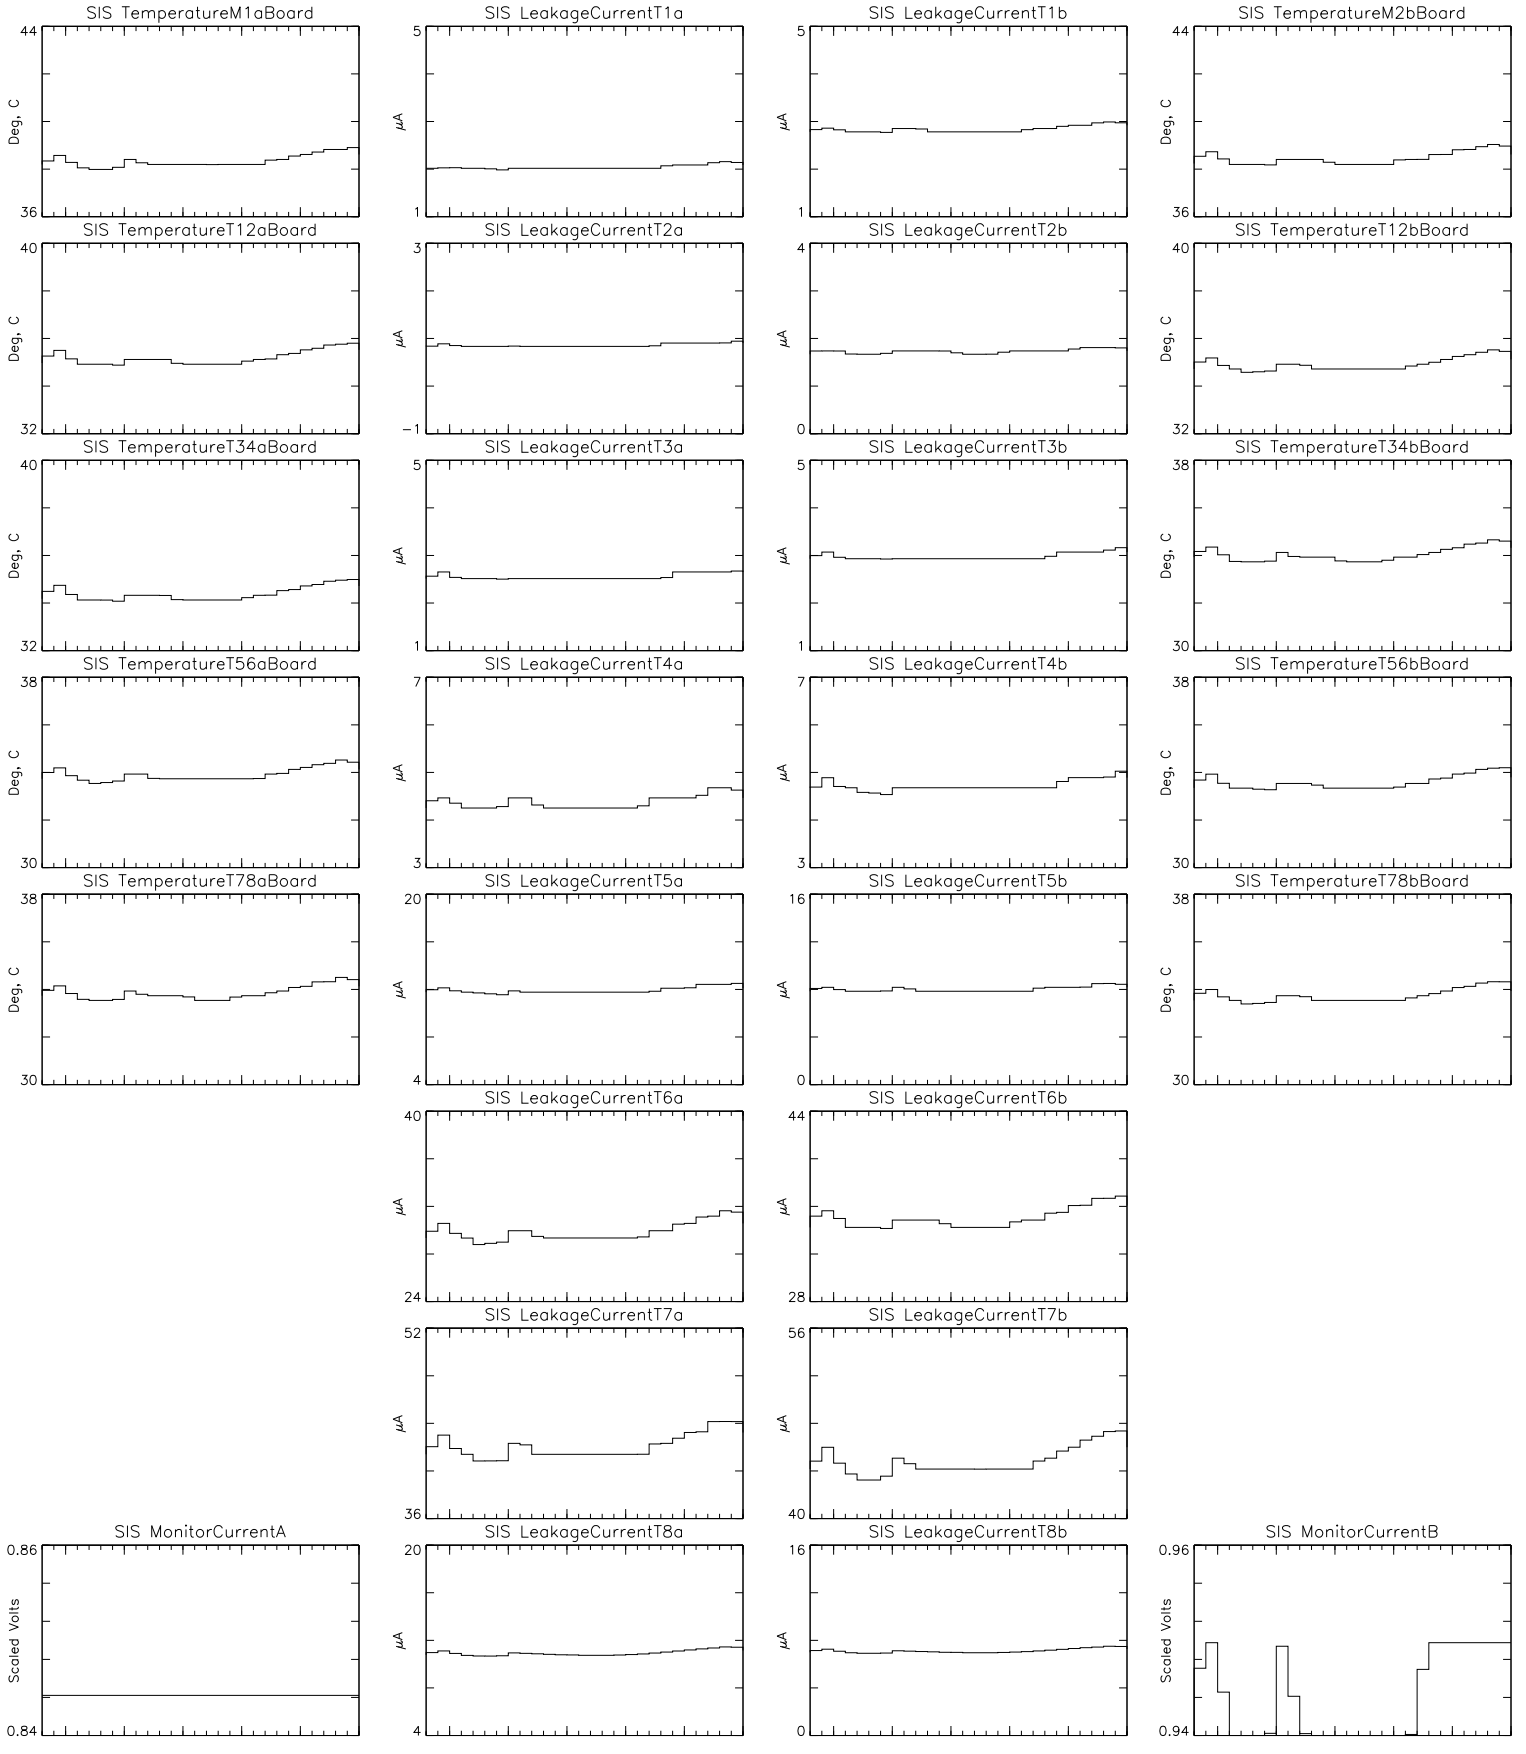 SIS TemperatureM1aBoard
44
Deg, C
36
SIS LeakageCurrentT1a
5
µA
1
SIS LeakageCurrentT1b
5
µA
1
SIS TemperatureM2bBoard
44
Deg, C
36
SIS TemperatureT12aBoard
40
Deg, C
32
SIS LeakageCurrentT2a
3
µA
-1
SIS LeakageCurrentT2b
4
µA
0
SIS TemperatureT12bBoard
40
Deg, C
32
SIS TemperatureT34aBoard
40
Deg, C
32
SIS LeakageCurrentT3a
5
µA
1
SIS LeakageCurrentT3b
5
µA
1
SIS TemperatureT34bBoard
38
Deg, C
30
SIS TemperatureT56aBoard
38
Deg, C
30
SIS LeakageCurrentT4a
7
µA
3
SIS LeakageCurrentT4b
7
µA
3
SIS TemperatureT56bBoard
38
Deg, C
30
SIS TemperatureT78aBoard
38
Deg, C
30
SIS LeakageCurrentT5a
20
µA
4
SIS LeakageCurrentT5b
16
µA
0
SIS TemperatureT78bBoard
38
Deg, C
30
SIS LeakageCurrentT6a
40
µA
24
SIS LeakageCurrentT6b
44
µA
28
SIS LeakageCurrentT7a
52
µA
36
SIS LeakageCurrentT7b
56
µA
40
SIS MonitorCurrentA
0.86
Scaled Volts
0.84
SIS LeakageCurrentT8a
20
µA
4
SIS LeakageCurrentT8b
16
µA
0
SIS MonitorCurrentB
0.96
Scaled Volts
0.94